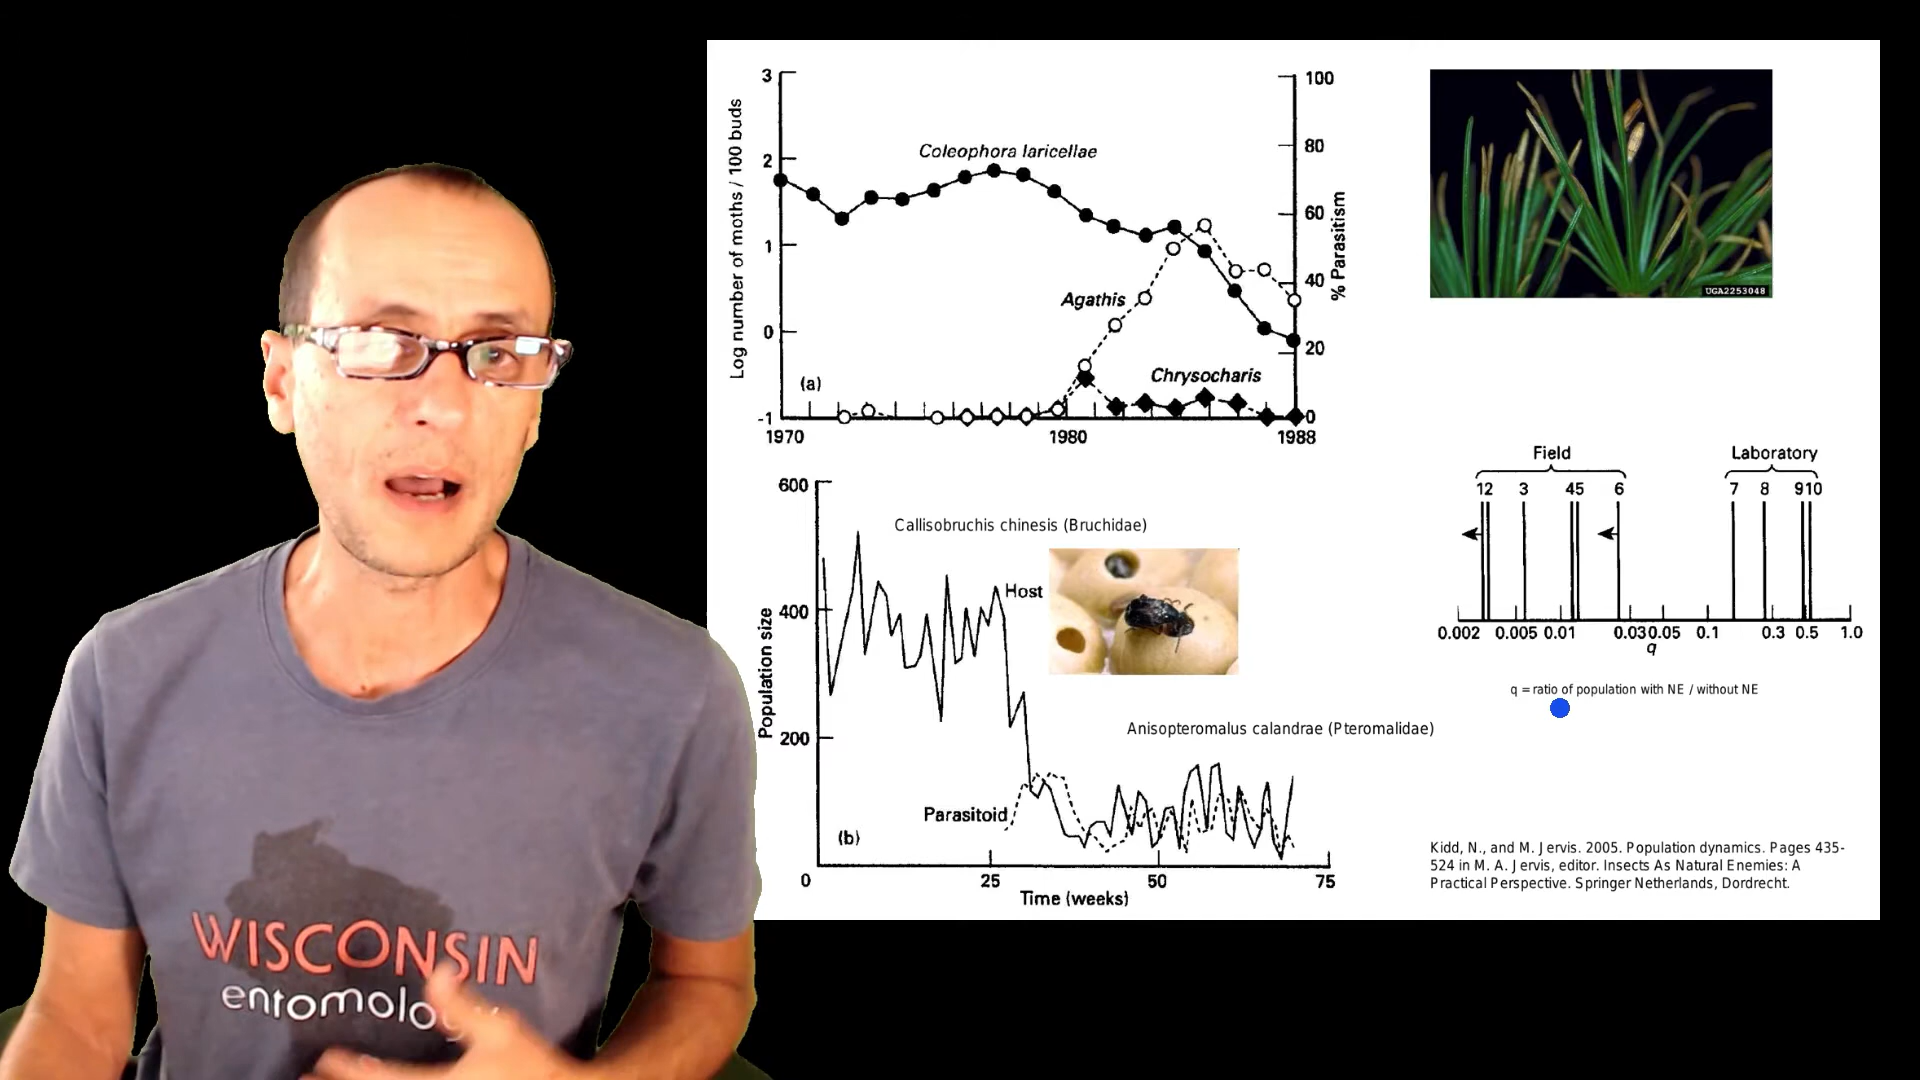 3
2
1
0
-1
Log number of moths / 100 buds
Coleophora laricellae
Agathis
Chrysocharis
(a)
1970
1980
1988
100
80
60
40
20
0
% Parasitism
UGA2253048
600
400
200
Population size
Callisobruchis chinesis (Bruchidae)
Host
Anisopteromalus calandrae (Pteromalidae)
Parasitoid
(b)
0
25
50
75
Time (weeks)
Field
Laboratory
12 3 45 6 7 8 910
0.002 0.005 0.01 0.03 0.05 0.1 0.3 0.5 1.0
q
q = ratio of population with NE / without NE
Kidd, N., and M. Jervis. 2005. Population dynamics. Pages 435-
524 in M. A. Jervis, editor. Insects As Natural Enemies: A
Practical Perspective. Springer Netherlands, Dordrecht.
WISCONSIN